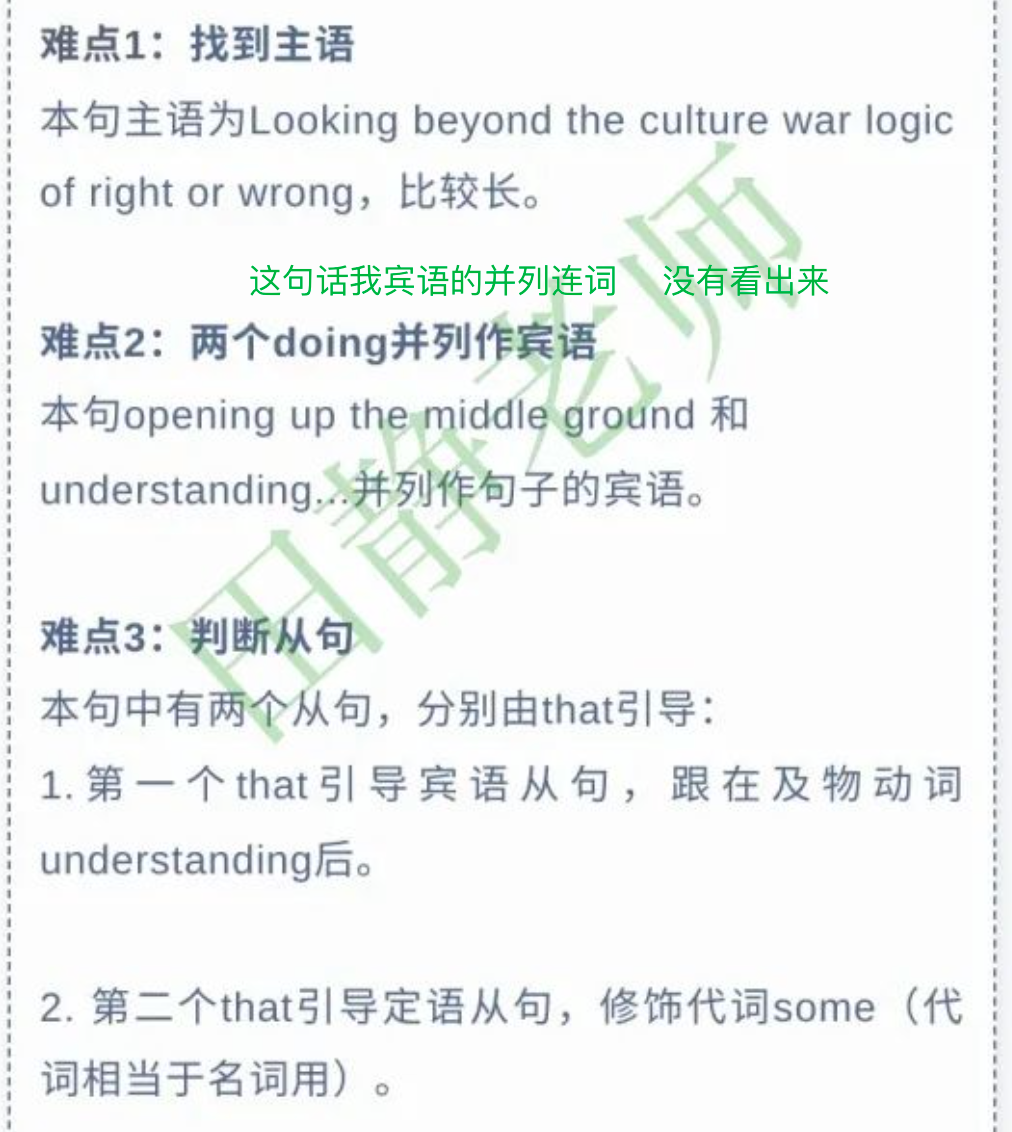 难点1：找到主语
本句主语为Looking beyond the culture war logic
of right or wrong，比较长。
这句话我宾语的并列连词 没有看出来
难点2：两个doing并列作宾语
本句opening up the middle ground 和
understanding...并列作句子的宾语。
难点3：判断从句
本句中有两个从句，分别由that引导：
1. 第一个that引导宾语从句，跟在及物动词
understanding后。
2. 第二个that引导定语从句，修饰代词some（代
词相当于名词用）。
田静老师